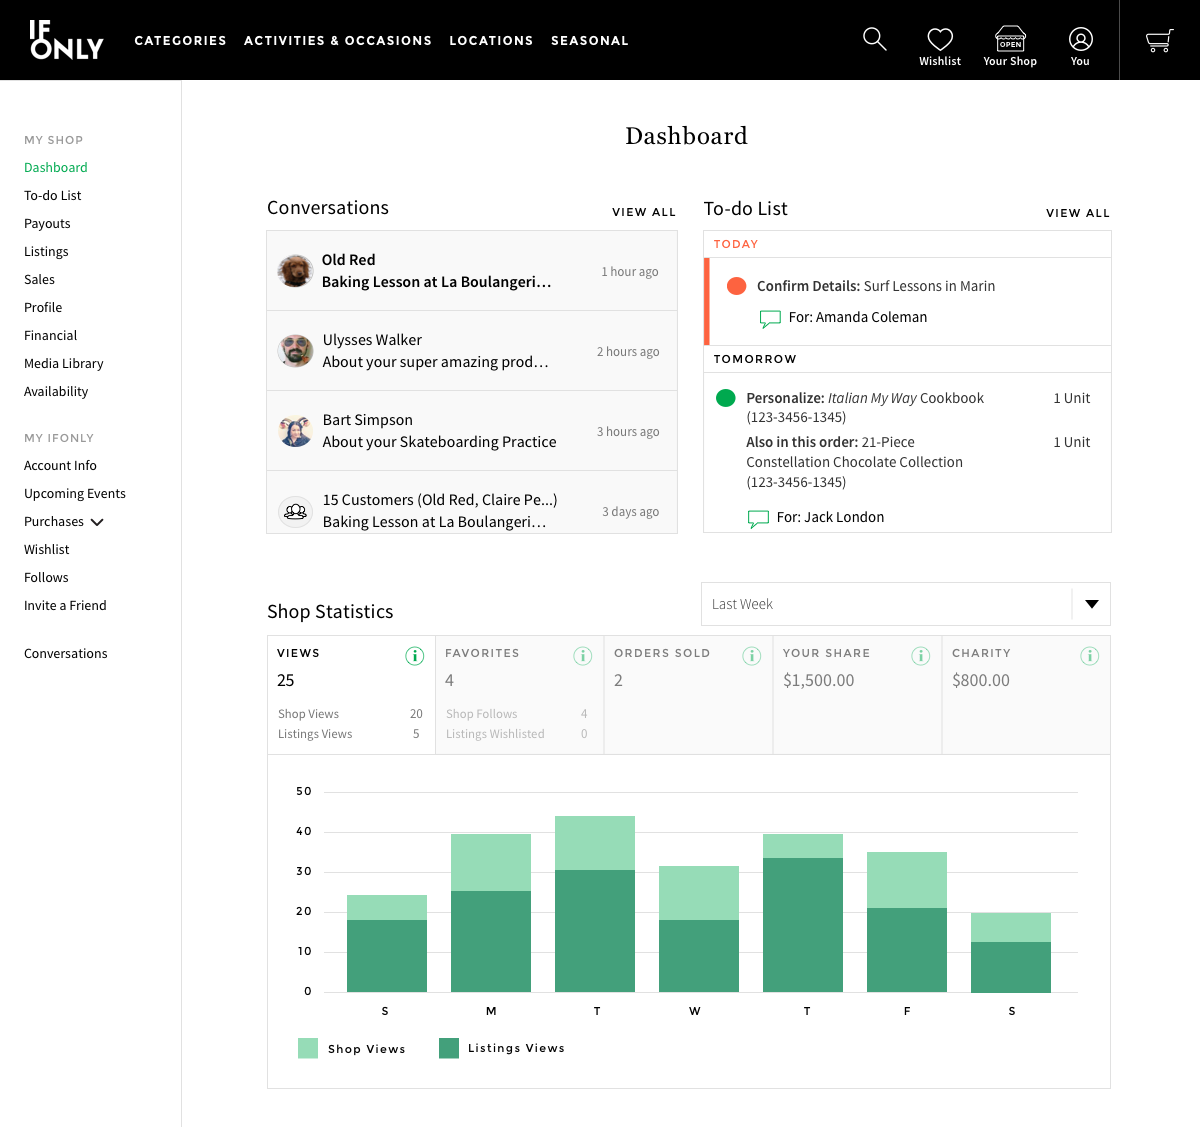 IF ONLY
CATEGORIES ACTIVITIES & OCCASIONS LOCATIONS SEASONAL
Wishlist
OPEN
Your Shop
You
MY SHOP
Dashboard
To-do List
Payouts
Listings
Sales
Profile
Financial
Media Library
Availability
MY IFONLY
Account Info
Upcoming Events
Purchases
Wishlist
Follows
Invite a Friend
Conversations
Dashboard
Conversations
VIEW ALL
Old Red
Baking Lesson at La Boulangeri...
1 hour ago
Ulysses Walker
About your super amazing prod...
2 hours ago
Bart Simpson
About your Skateboarding Practice
3 hours ago
15 Customers (Old Red, Claire Pe...)
Baking Lesson at La Boulangeri...
3 days ago
To-do List
VIEW ALL
TODAY
Confirm Details: Surf Lessons in Marin
For: Amanda Coleman
TOMORROW
Personalize: Italian My Way Cookbook 1 Unit
(123-3456-1345)
Also in this order: 21-Piece 1 Unit
Constellation Chocolate Collection
(123-3456-1345)
For: Jack London
Shop Statistics
Last Week
VIEWS
25
Shop Views 20
Listings Views 5
FAVORITES
4
Shop Follows 4
Listings Wishlisted 0
ORDERS SOLD
2
YOUR SHARE
$1,500.00
CHARITY
$800.00
50
40
30
20
10
0
S M T W T F S
Shop Views Listings Views